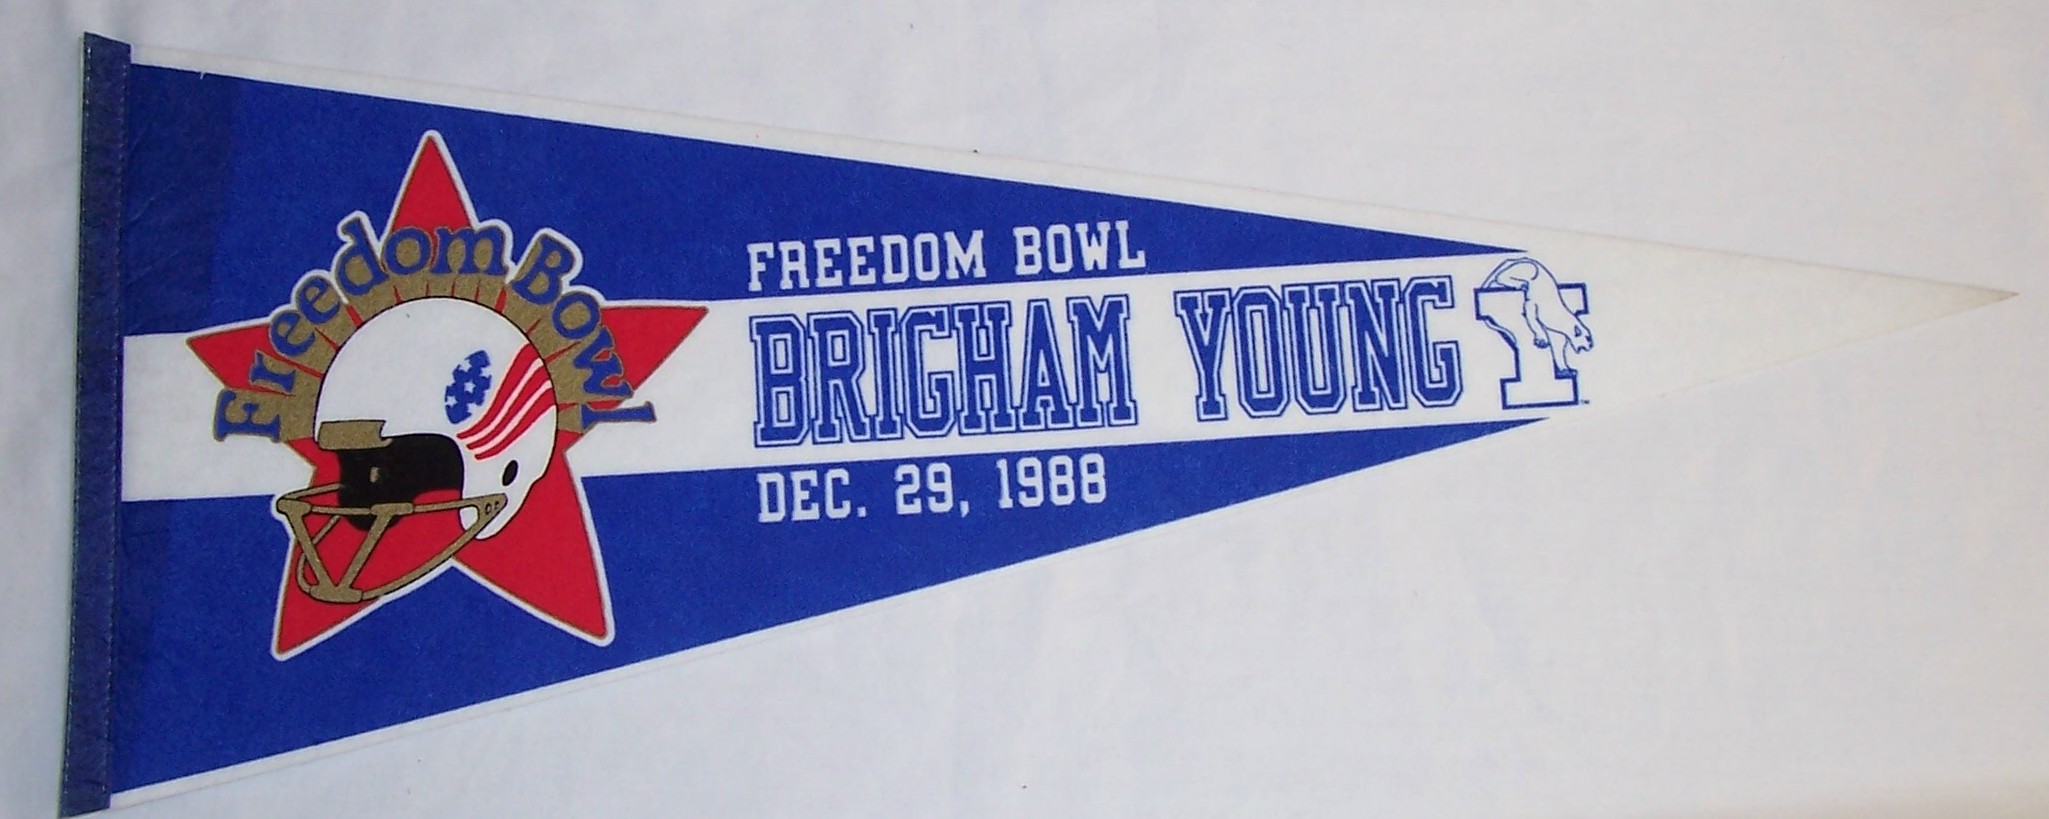 Freedom Bowl
FREEDOM BOWL
BRIGHAM YOUNG Y
DEC. 29, 1988